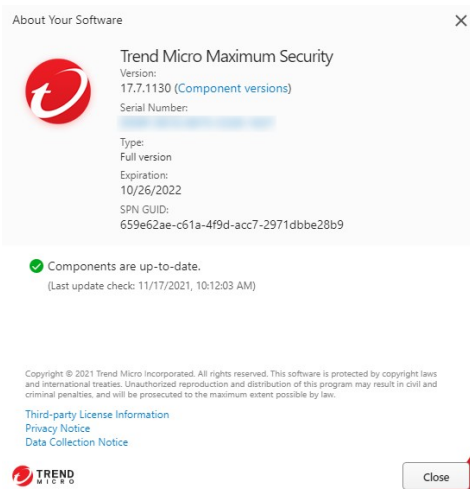 About Your Software
Trend Micro Maximum Security
Version:
17.7.1130 (Component versions)
Serial Number:
Type:
Full version
Expiration:
10/26/2022
SPN GUID:
659e62ae-c61a-4f9d-acc7-2971dbbe28b9
Components are up-to-date.
(Last update check: 11/17/2021, 10:12:03 AM)
Copyright © 2021 Trend Micro Incorporated. All rights reserved. This software is protected by copyright laws
and international treaties. Unauthorized reproduction and distribution of this program may result in civil and
criminal penalties, and will be prosecuted to the maximum extent possible by law.
Third-party License Information
Privacy Notice
Data Collection Notice
TREND
MICRO
Close